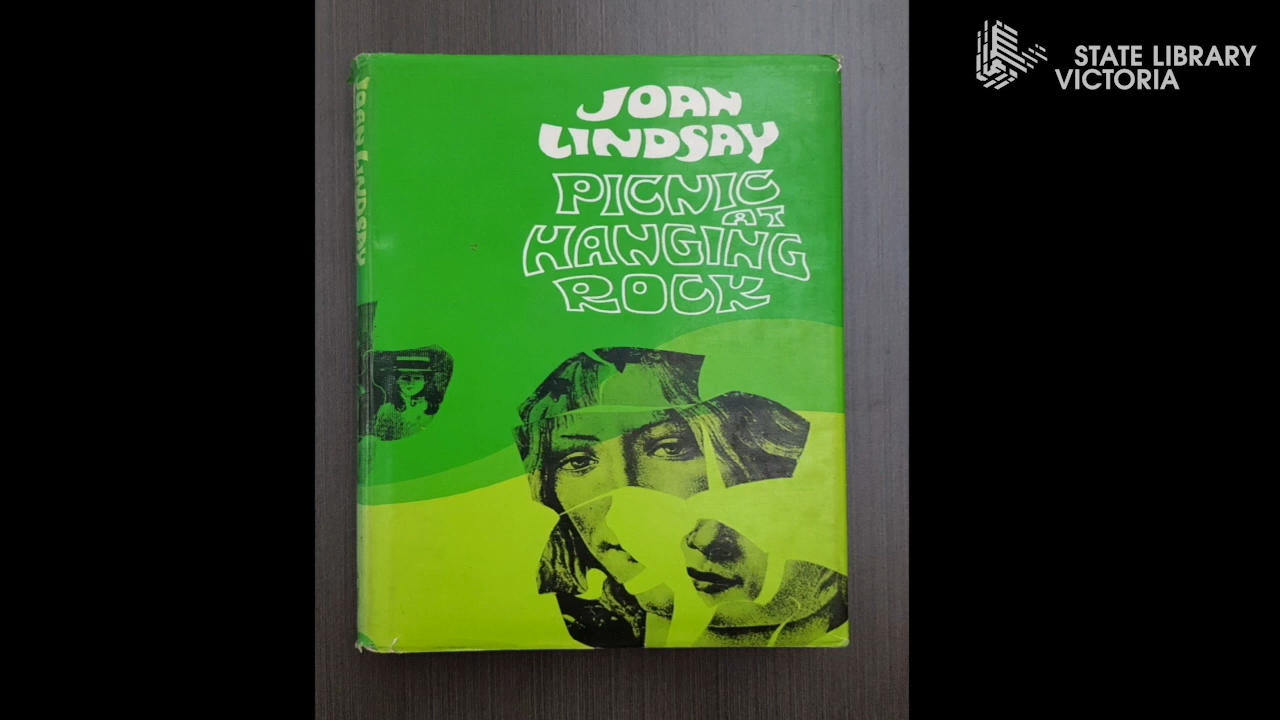 STATE LIBRARY
VICTORIA
JOAN LINDSAY
JOAN
LINDSAY
PICNIC
AT
HANGING
ROCK